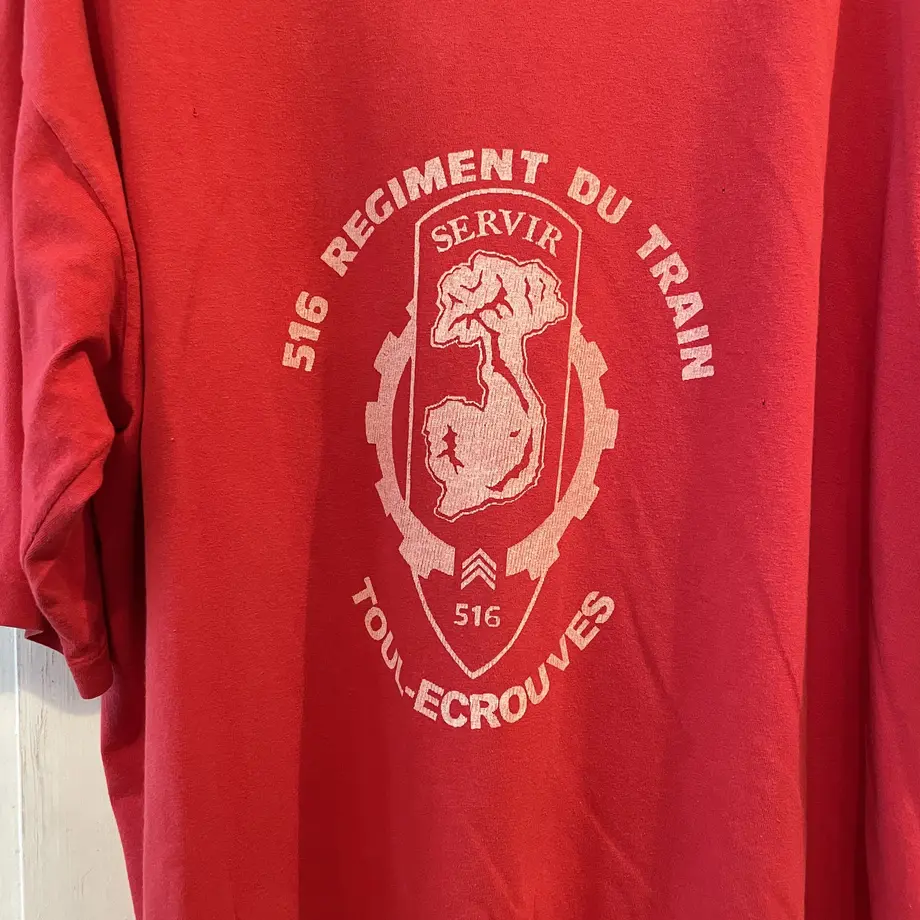 516 REGIMENT DU TRAIN
SERVIR
516
TOUL-ECROUVES